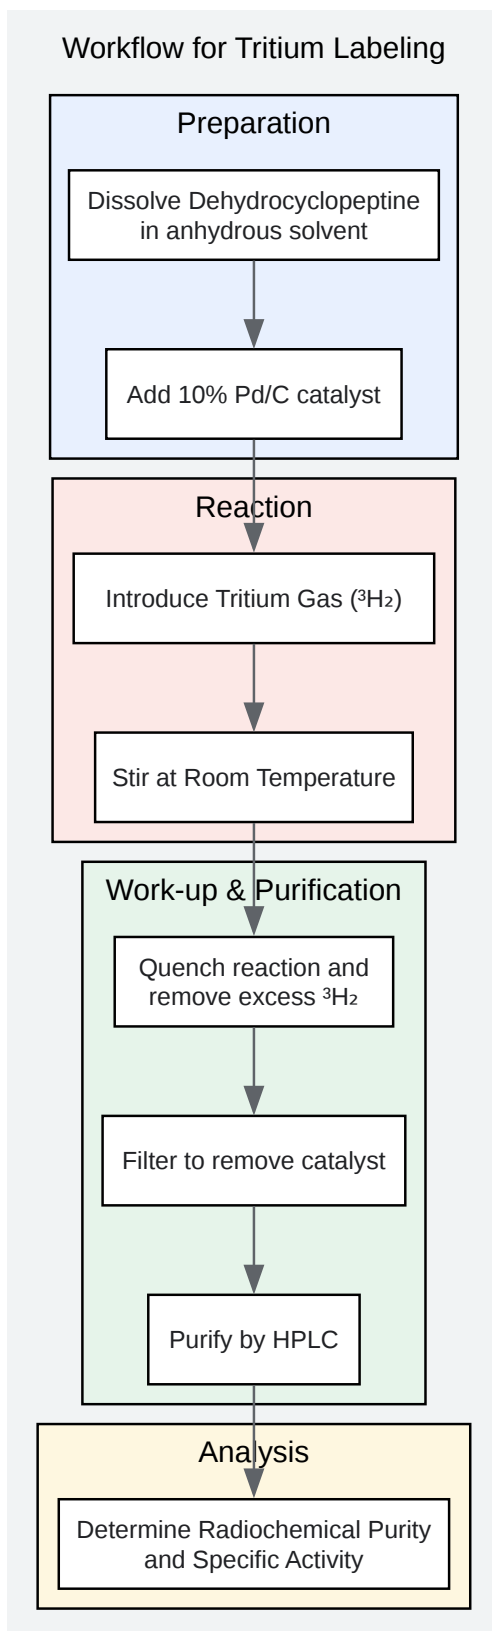 Workflow for Tritium Labeling
Preparation
Dissolve Dehydrocyclopeptine
in anhydrous solvent
Add 10% Pd/C catalyst
Reaction
Introduce Tritium Gas (³H₂)
Stir at Room Temperature
Work-up & Purification
Quench reaction and
remove excess ³H₂
Filter to remove catalyst
Purify by HPLC
Analysis
Determine Radiochemical Purity
and Specific Activity